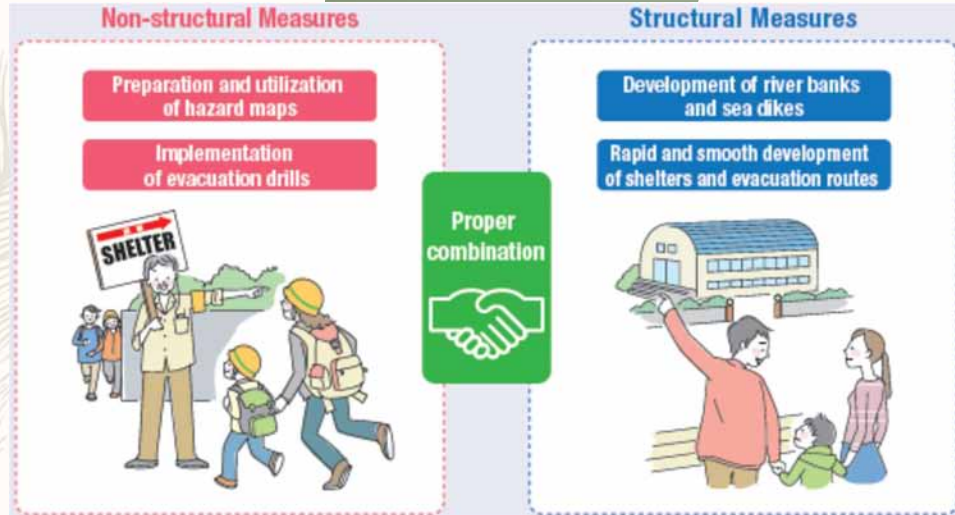 Non-structural Measures
Preparation and utilization
of hazard maps
Implementation
of evacuation drills
SHELTER
Proper
combination
Structural Measures
Development of river banks
and sea dikes
Rapid and smooth development
of shelters and evacuation routes